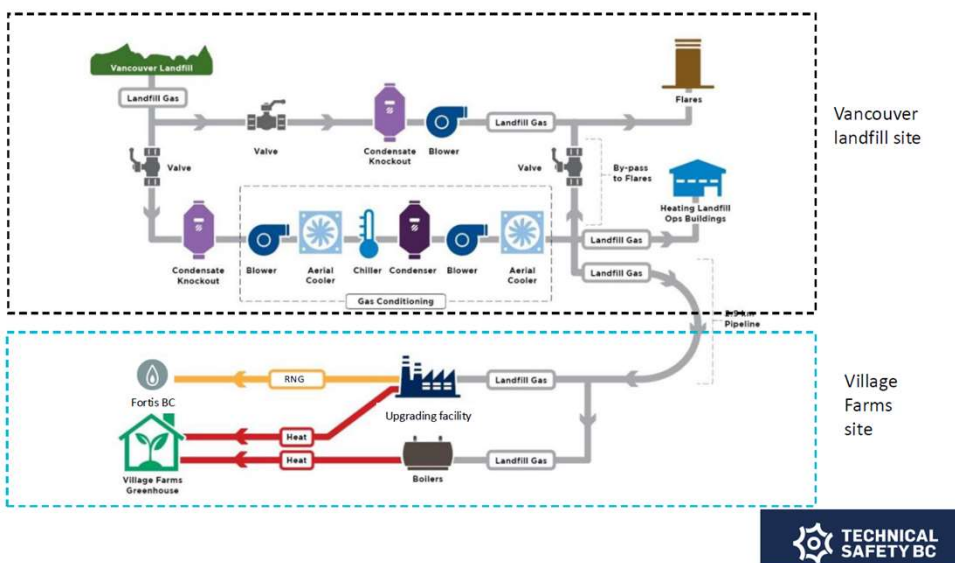 Vancouver Landfill
Landfill Gas
Valve
Condensate
Knockout
Blower
Landfill Gas
Flares
Vancouver
landfill site
Valve
Valve
By-pass
to Flares
Heating Landfill
Ops Buildings
Condensate
Knockout
Blower
Aerial
Cooler
Chiller
Condenser
Blower
Aerial
Cooler
Landfill Gas
Landfill Gas
Gas Conditioning
Pipeline
Fortis BC
RNG
Upgrading facility
Landfill Gas
Village
Farms
site
Heat
Heat
Village Farms
Greenhouse
Boilers
Landfill Gas
TECHNICAL
SAFETY BC